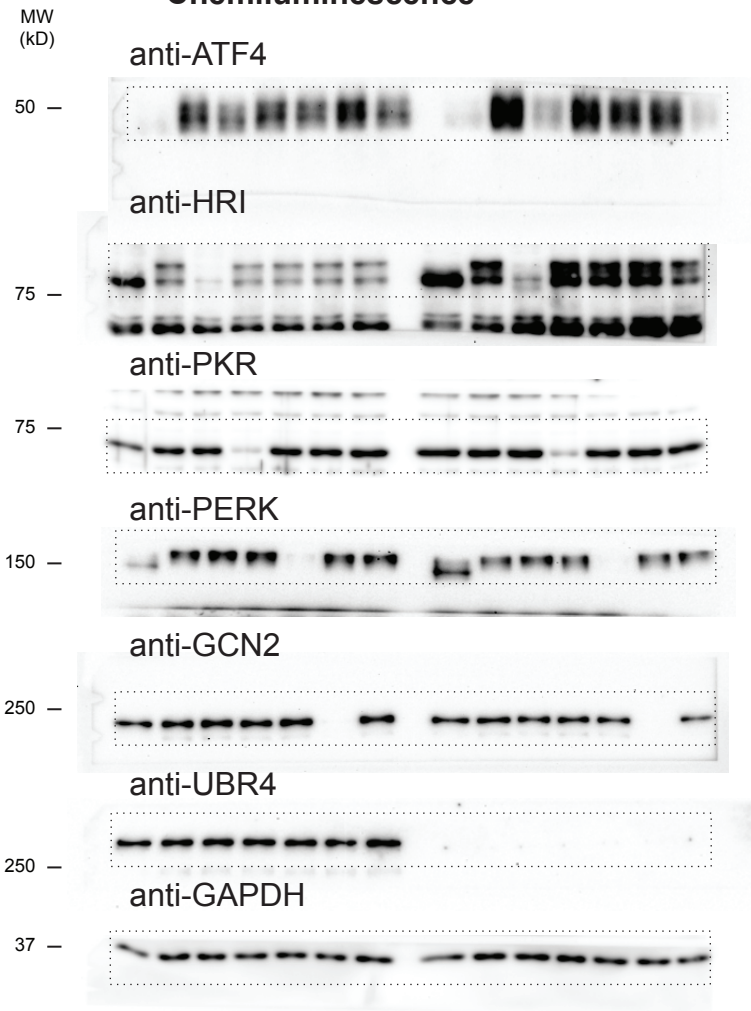 Chemiluminescence
MW
(kD)
anti-ATF4
50 –
anti-HRI
75 –
anti-PKR
75 –
anti-PERK
150 –
anti-GCN2
250 –
anti-UBR4
250 –
anti-GAPDH
37 –